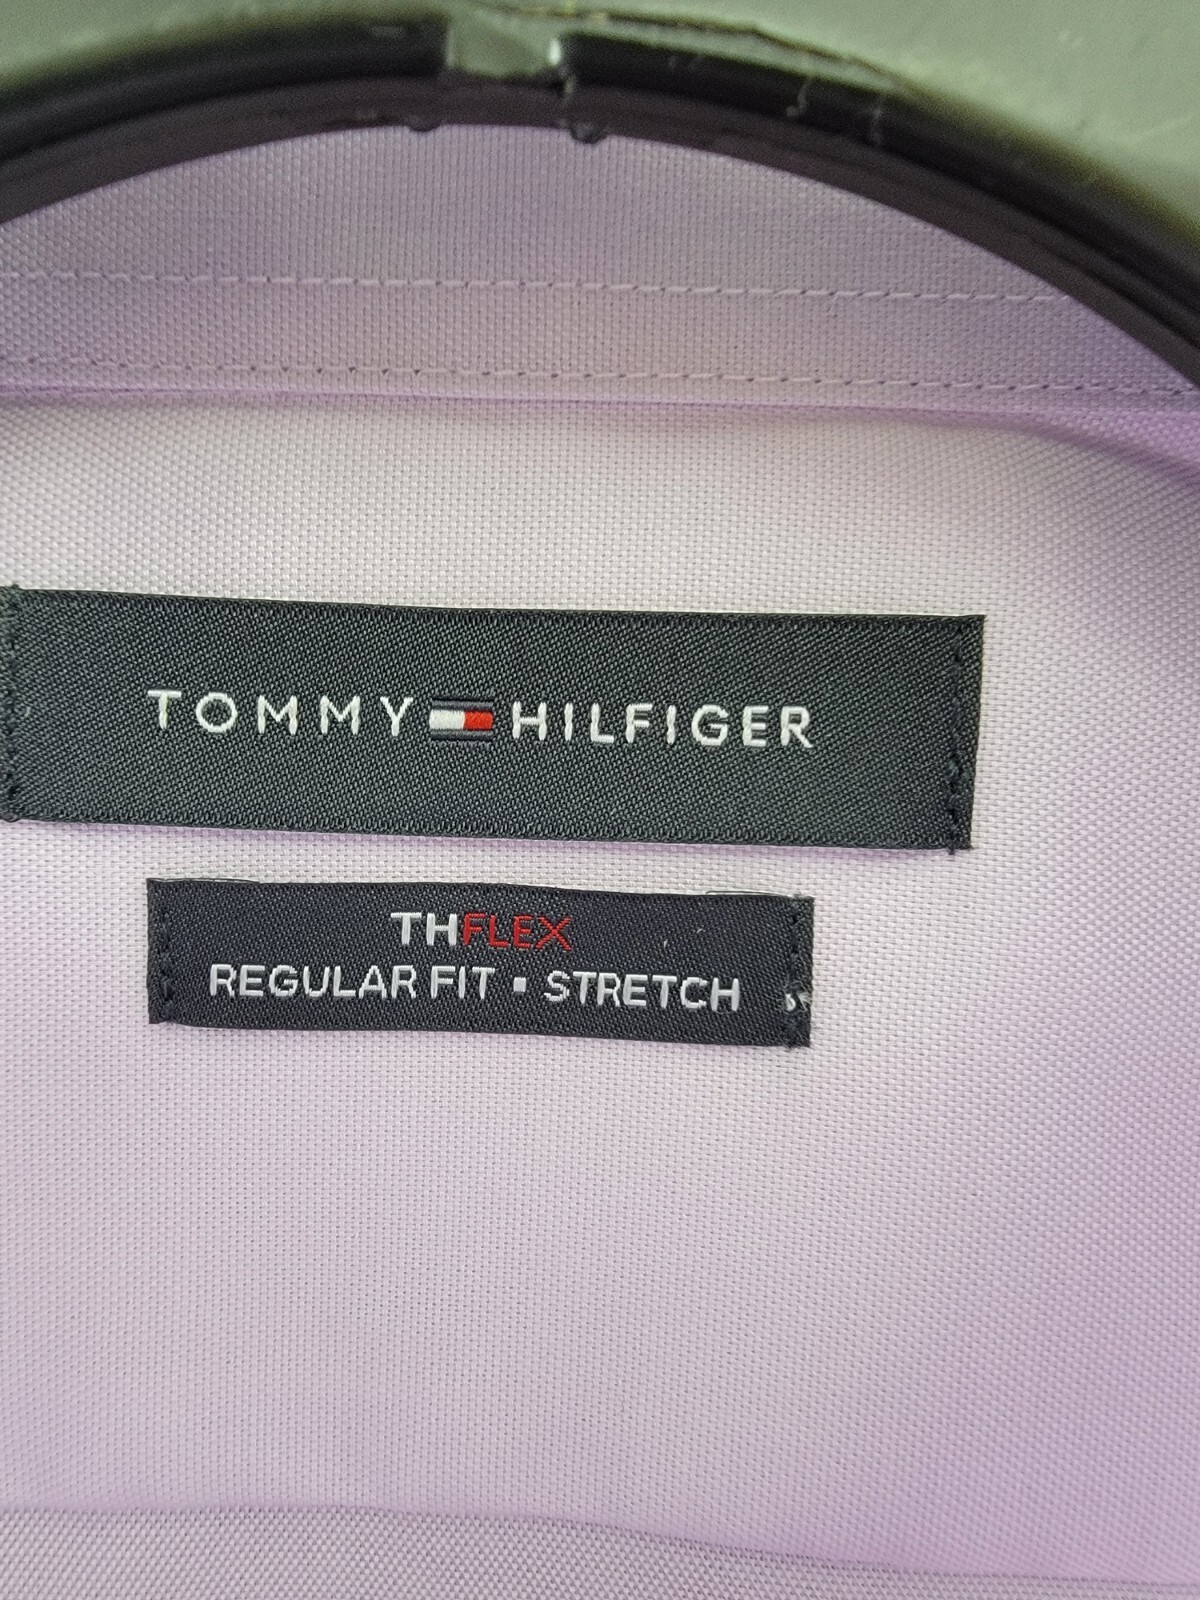 TOMMY HILFIGER
THFLEX
REGULAR FIT ▪ STRETCH